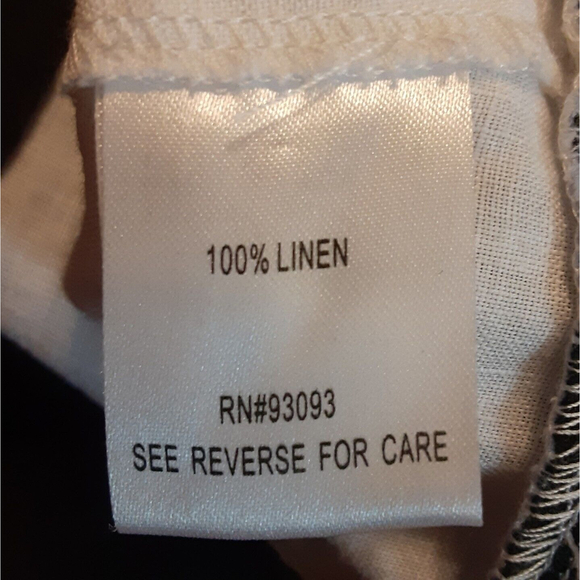 100% LINEN
RN#93093
SEE REVERSE FOR CARE